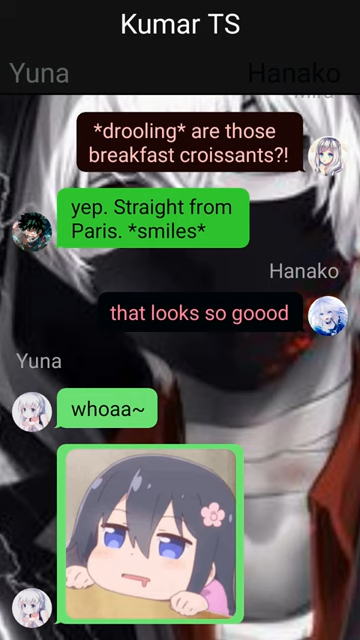 Kumar TS
Yuna
Hanako
Mira
*drooling* are those
breakfast croissants?!
yep. Straight from
Paris. *smiles*
Hanako
that looks so goood
Yuna
whoaa~